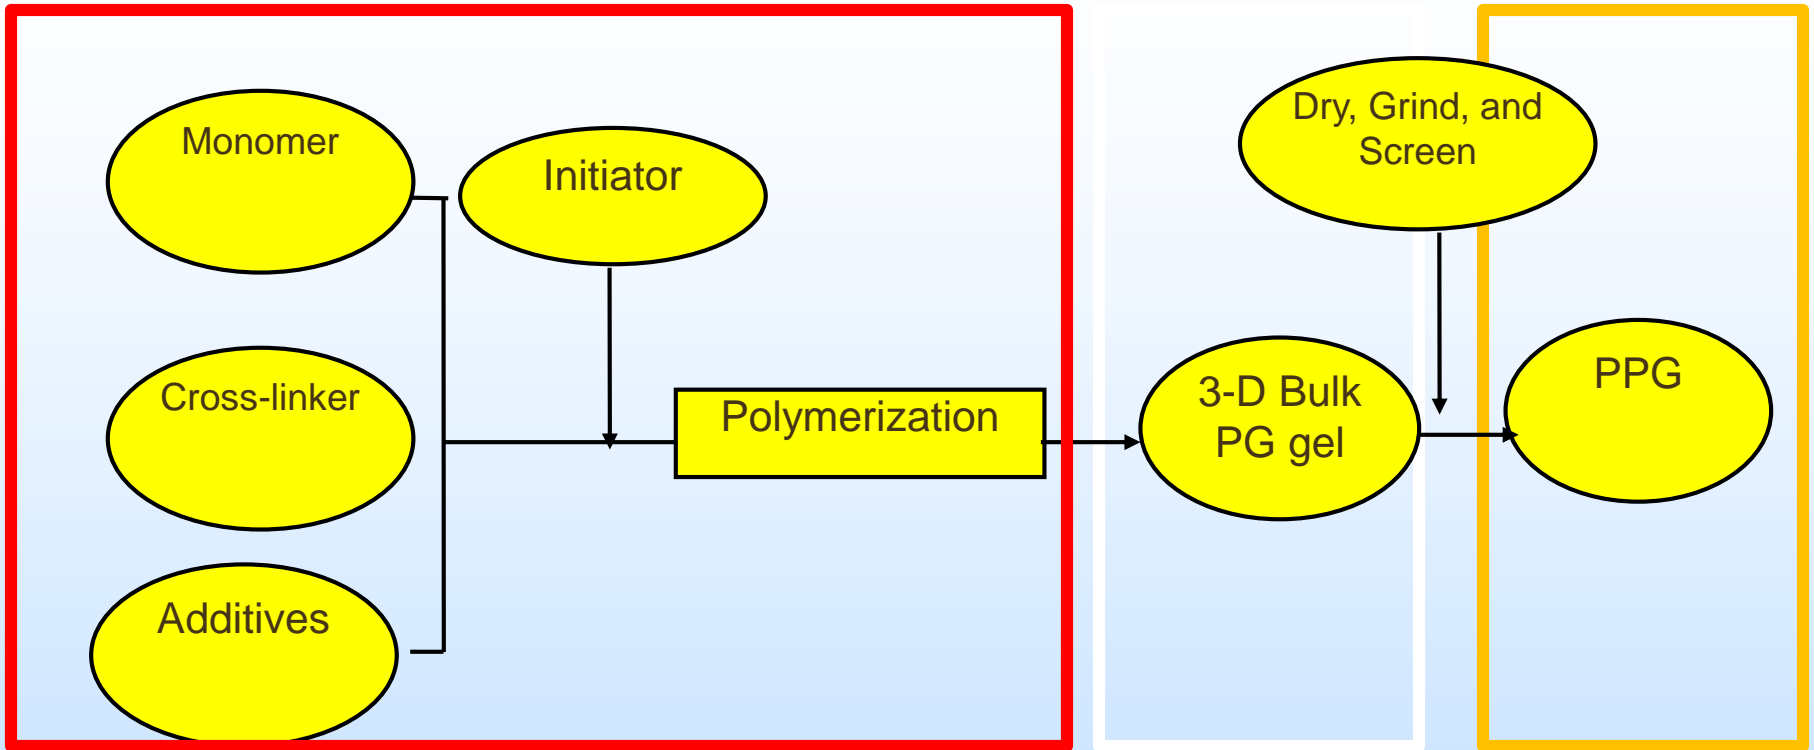 Monomer
Initiator
Dry, Grind, and
Screen
Cross-linker
Polymerization
3-D Bulk
PG gel
PPG
Additives